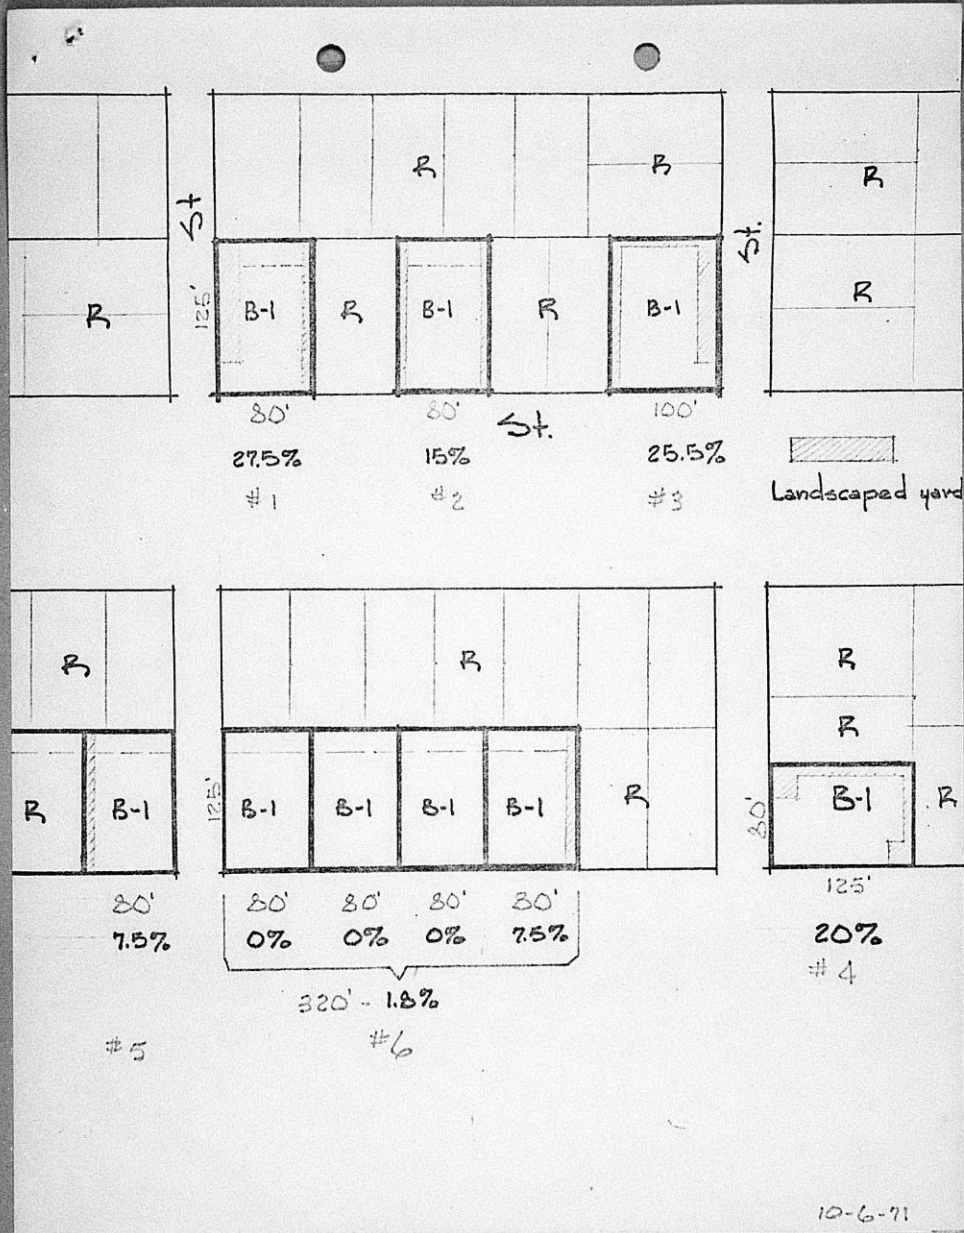 R R R
St St.
R 125' B-1 R B-1 R B-1 R
80' 80' St. 100'
27.5% 15% 25.5%
#1 #2 #3
Landscaped yard
R R R
R
R B-1 125' B-1 B-1 B-1 B-1 R 80' B-1 R
80' 80' 80' 80' 80' 125'
7.5% 0% 0% 0% 7.5% 20%
#4
320' - 1.8%
#5 #6
10-6-71